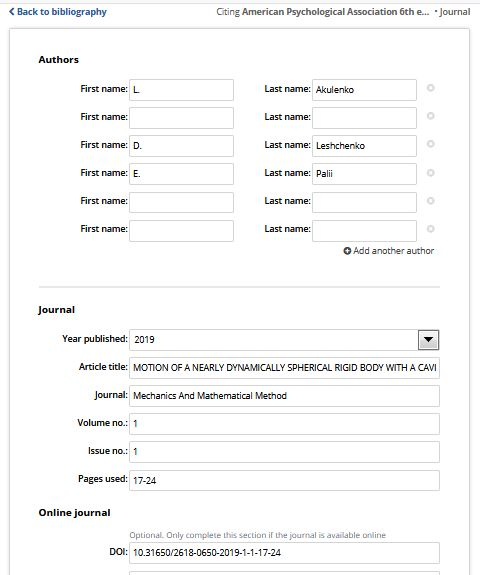 Back to bibliography Citing American Psychological Association 6th e... • Journal
Authors
First name: L. Last name: Akulenko
First name: Last name:
First name: D. Last name: Leshchenko
First name: E. Last name: Palii
First name: Last name:
First name: Last name:
Add another author
Journal
Year published: 2019
Article title: MOTION OF A NEARLY DYNAMICALLY SPHERICAL RIGID BODY WITH A CAVI
Journal: Mechanics And Mathematical Method
Volume no.: 1
Issue no.: 1
Pages used: 17-24
Online journal
Optional. Only complete this section if the journal is available online
DOI: 10.31650/2618-0650-2019-1-1-17-24